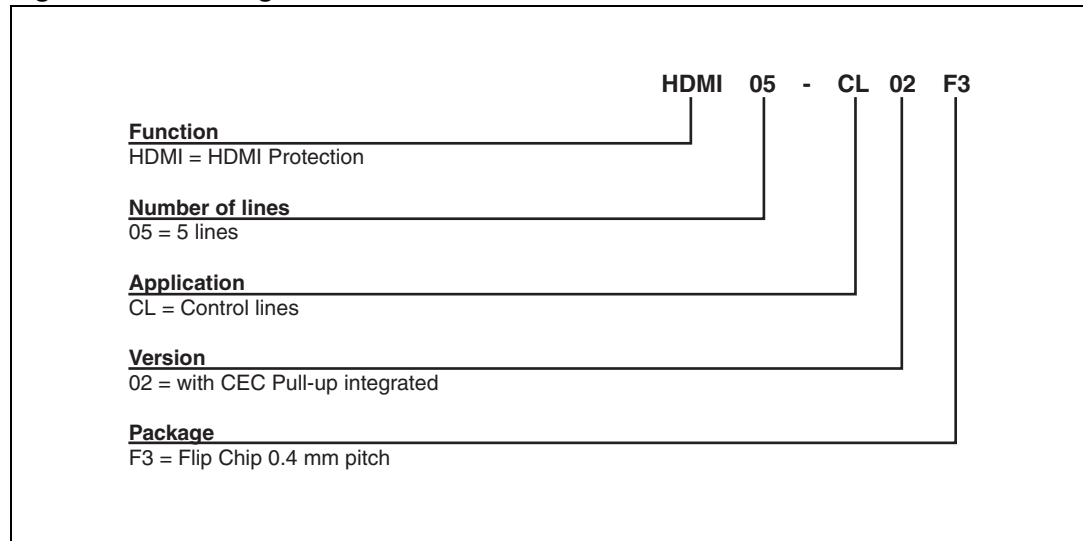 HDMI 05 - CL 02 F3
Function
HDMI = HDMI Protection
Number of lines
05 = 5 lines
Application
CL = Control lines
Version
02 = with CEC Pull-up integrated
Package
F3 = Flip Chip 0.4 mm pitch